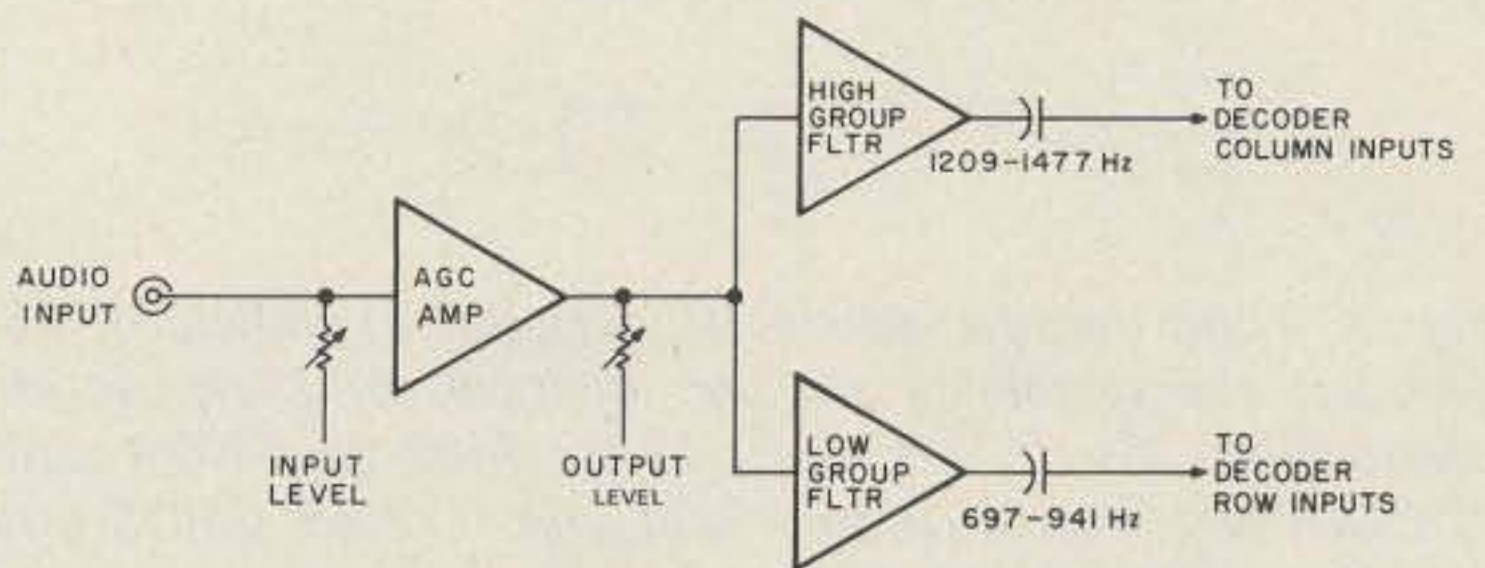 AUDIO
INPUT
INPUT
LEVEL
AGC
AMP
OUTPUT
LEVEL
HIGH
GROUP
FLTR
1209-1477 Hz
TO
DECODER
COLUMN INPUTS
LOW
GROUP
FLTR
697-941 Hz
TO
DECODER
ROW INPUTS